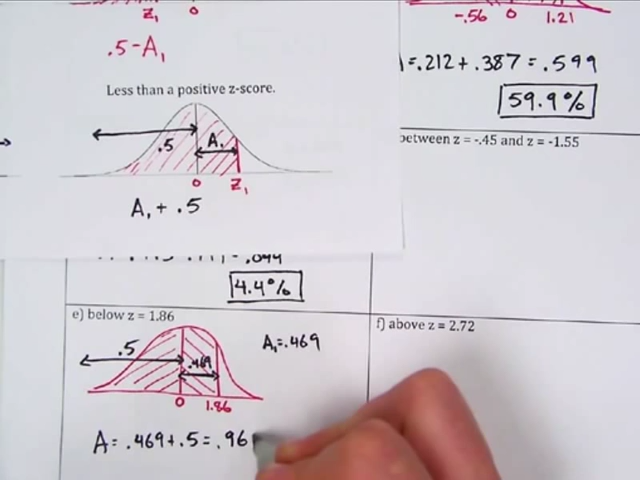 Z₁ 0
.5-A₁
Less than a positive z-score.
.5 A₁
0 Z₁
A₁ + .5
-.56 0 1.21
=.212 + .387 = .599
59.9%
between z = -.45 and z = -1.55
.044
4.4%
e) below z = 1.86
.5 .469 A₁=.469
0 1.86
A = .469+.5 = .96
f) above z = 2.72